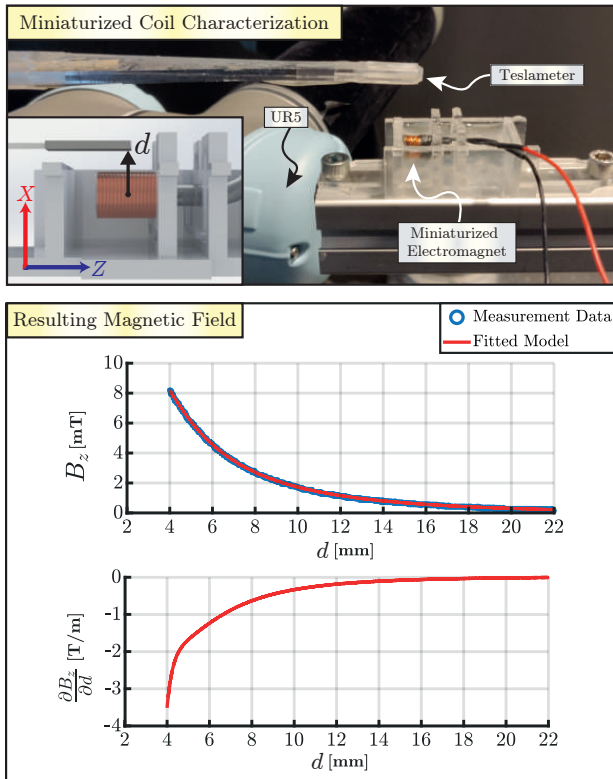 Miniaturized Coil Characterization
Teslameter
UR5
d
X
Z
Miniaturized
Electromagnet
Resulting Magnetic Field
Measurement Data
Fitted Model
10
8
6
4
2
0
B_z [mT]
2 4 6 8 10 12 14 16 18 20 22
d [mm]
0
-1
-2
-3
-4
∂B_z/∂d [T/m]
2 4 6 8 10 12 14 16 18 20 22
d [mm]